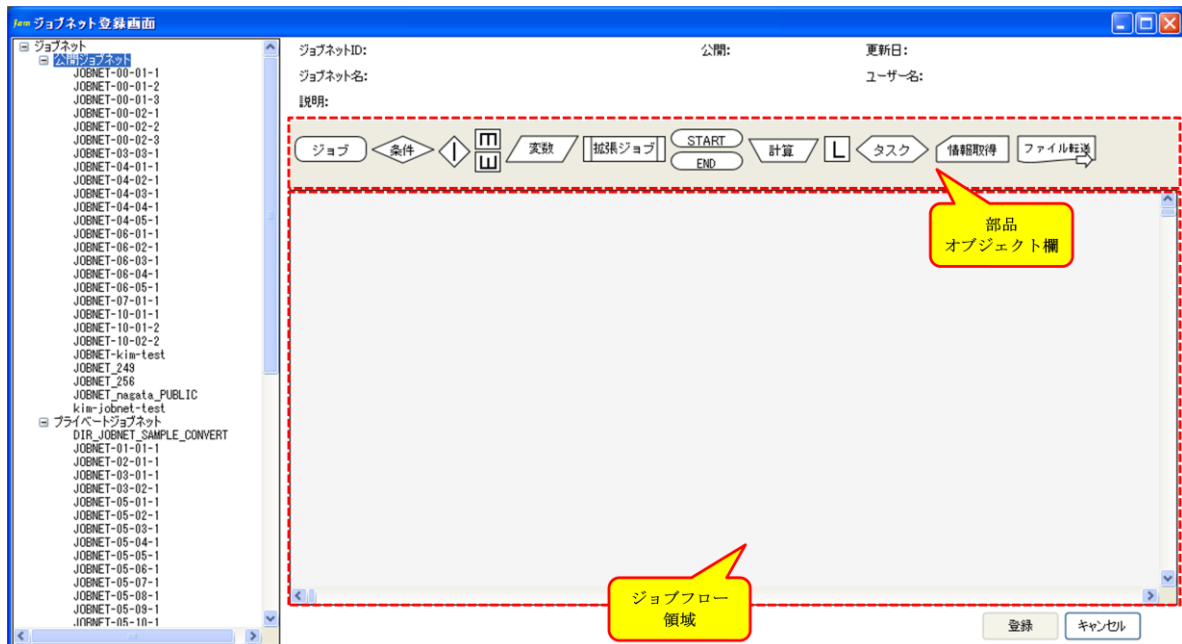 Jam ジョブネット登録画面
ジョブネット
公開ジョブネット
JOBNET-00-01-1
JOBNET-00-01-2
JOBNET-00-01-3
JOBNET-00-02-1
JOBNET-00-02-2
JOBNET-00-02-3
JOBNET-03-03-1
JOBNET-04-01-1
JOBNET-04-02-1
JOBNET-04-03-1
JOBNET-04-04-1
JOBNET-04-05-1
JOBNET-06-01-1
JOBNET-06-02-1
JOBNET-06-03-1
JOBNET-06-04-1
JOBNET-06-05-1
JOBNET-07-01-1
JOBNET-10-01-1
JOBNET-10-01-2
JOBNET-10-02-2
JOBNET-kim-test
JOBNET_249
JOBNET_256
JOBNET_nagata_PUBLIC
kim-jobnet-test
プライベートジョブネット
DIR_JOBNET_SAMPLE_CONVERT
JOBNET-01-01-1
JOBNET-02-01-1
JOBNET-03-01-1
JOBNET-03-02-1
JOBNET-05-01-1
JOBNET-05-02-1
JOBNET-05-03-1
JOBNET-05-04-1
JOBNET-05-05-1
JOBNET-05-06-1
JOBNET-05-07-1
JOBNET-05-08-1
JOBNET-05-09-1
JOBNET-05-10-1
ジョブネットID: 公開: 更新日:
ジョブネット名: ユーザー名:
説明:
ジョブ 条件 変数 拡張ジョブ START 計算 L タスク 情報取得 ファイル転送
END
部品
オブジェクト欄
ジョブフロー
領域
登録 キャンセル